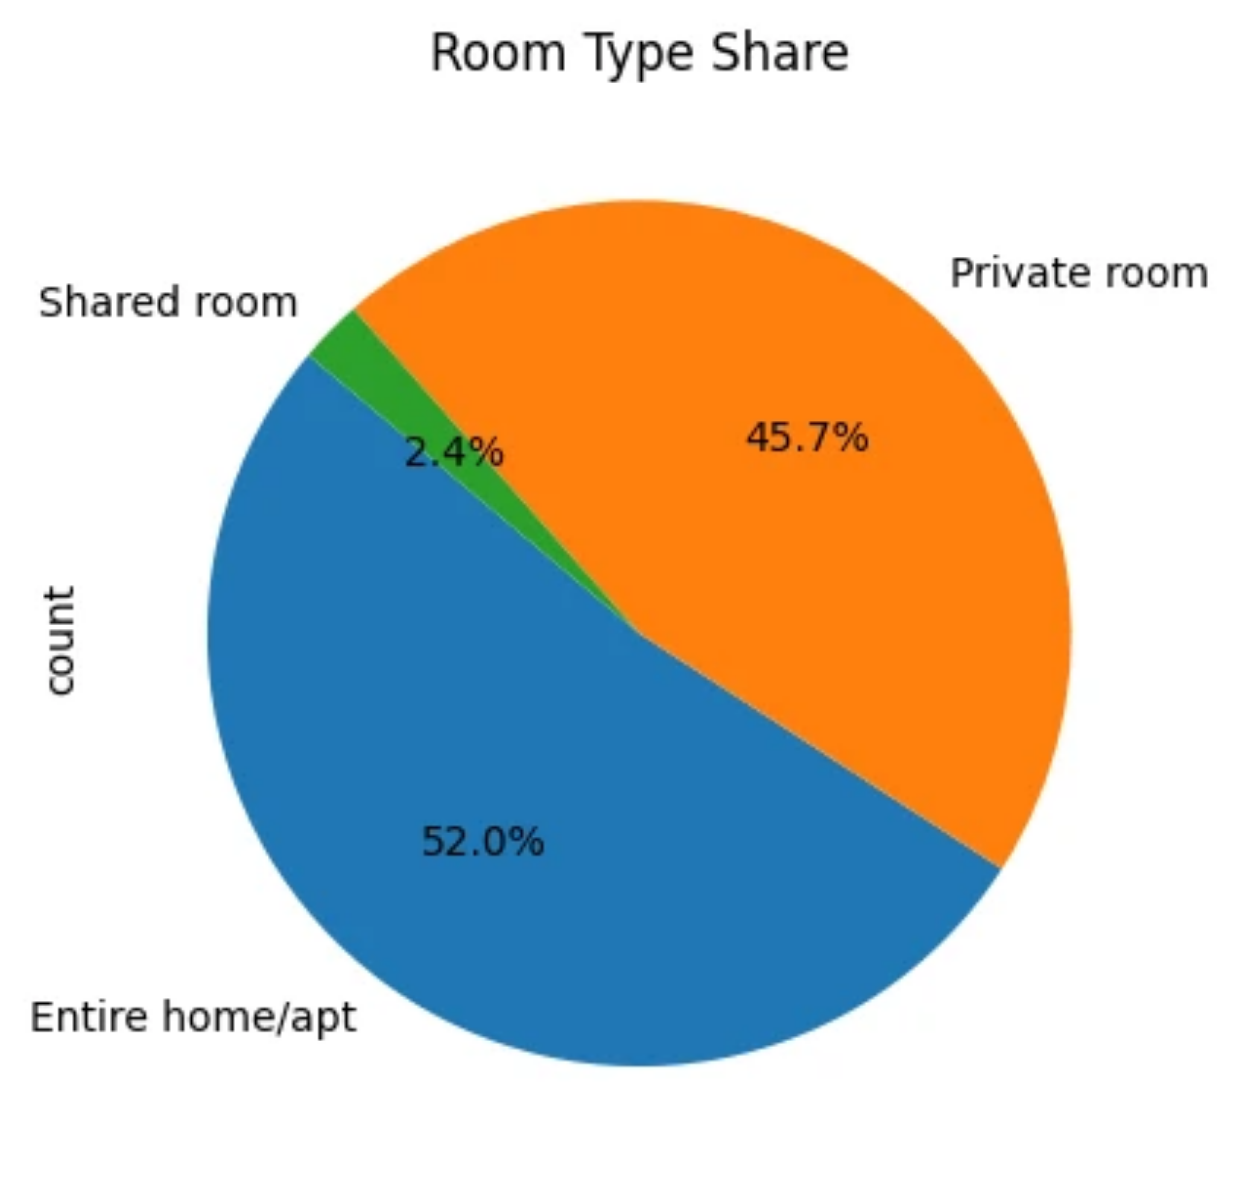 Room Type Share
Private room
Shared room
45.7%
2.4%
count
52.0%
Entire home/apt